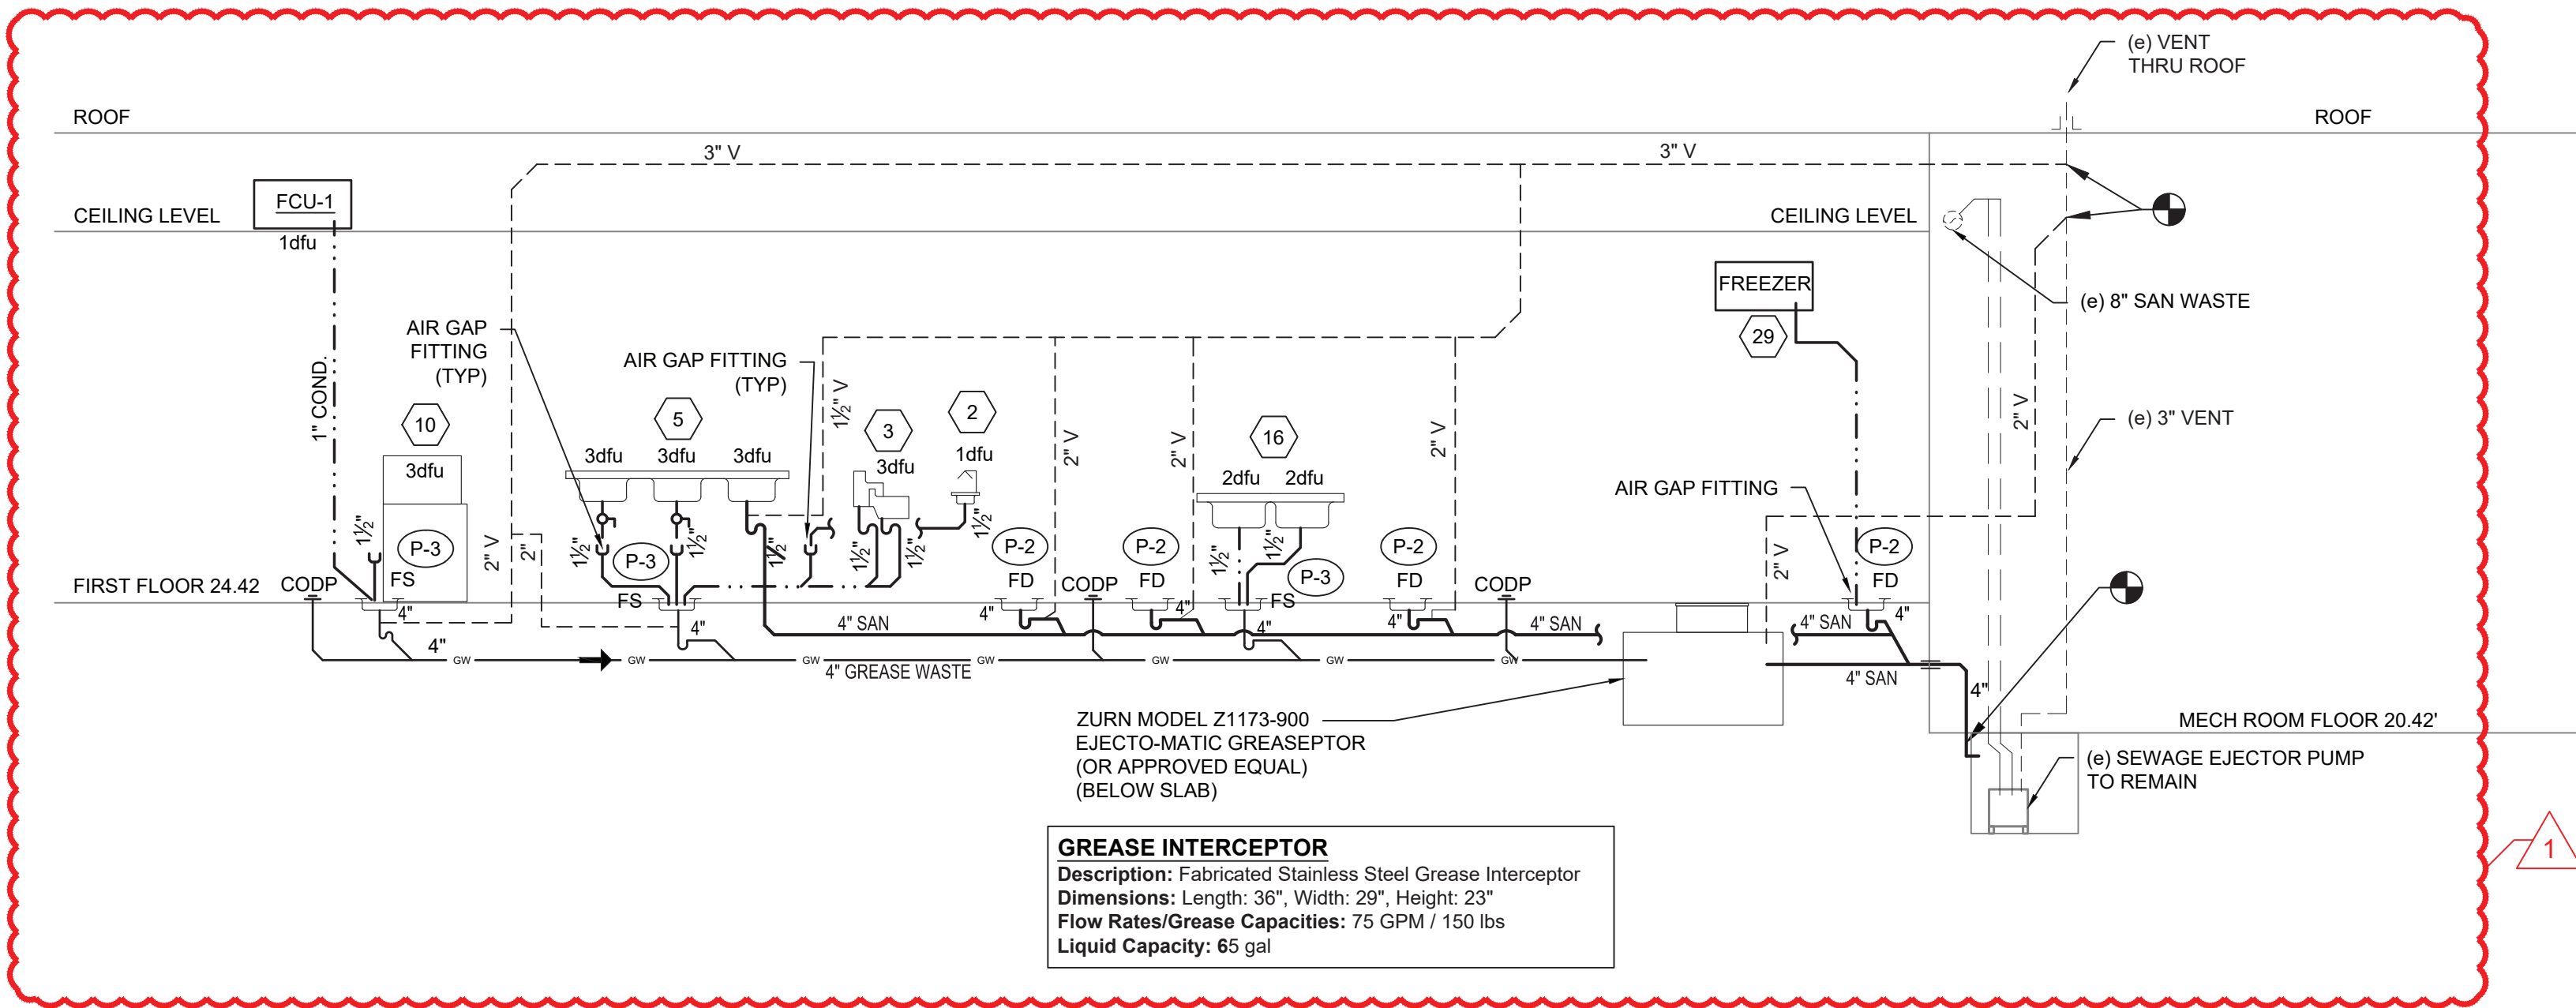 (e) VENT
THRU ROOF
ROOF
ROOF
3" V
3" V
FCU-1
1dfu
CEILING LEVEL
CEILING LEVEL
(e) 8" SAN WASTE
FREEZER
29
AIR GAP
FITTING
(TYP)
AIR GAP FITTING
(TYP)
1" COND.
1½" V
2" V
2" V
2" V
2" V
(e) 3" VENT
10
5
3
2
16
3dfu
3dfu
3dfu
3dfu
3dfu
1dfu
2dfu
2dfu
AIR GAP FITTING
1½"
P-3
2" V
2"
1½"
P-3
1½"
1½"
1½"
1½"
1½"
P-2
P-2
1½"
1½"
P-3
P-2
2" V
P-2
FIRST FLOOR 24.42
CODP
FS
FS
FD
CODP
FD
FS
FD
CODP
FD
4"
4"
4"
4"
4"
4"
4"
4"
4" SAN
4" SAN
4" SAN
GW
GW
GW
GW
GW
GW
GW
4" GREASE WASTE
4" SAN
4"
ZURN MODEL Z1173-900
EJECTO-MATIC GREASEPTOR
(OR APPROVED EQUAL)
(BELOW SLAB)
MECH ROOM FLOOR 20.42'
(e) SEWAGE EJECTOR PUMP
TO REMAIN
GREASE INTERCEPTOR
Description: Fabricated Stainless Steel Grease Interceptor
Dimensions: Length: 36", Width: 29", Height: 23"
Flow Rates/Grease Capacities: 75 GPM / 150 lbs
Liquid Capacity: 65 gal
1